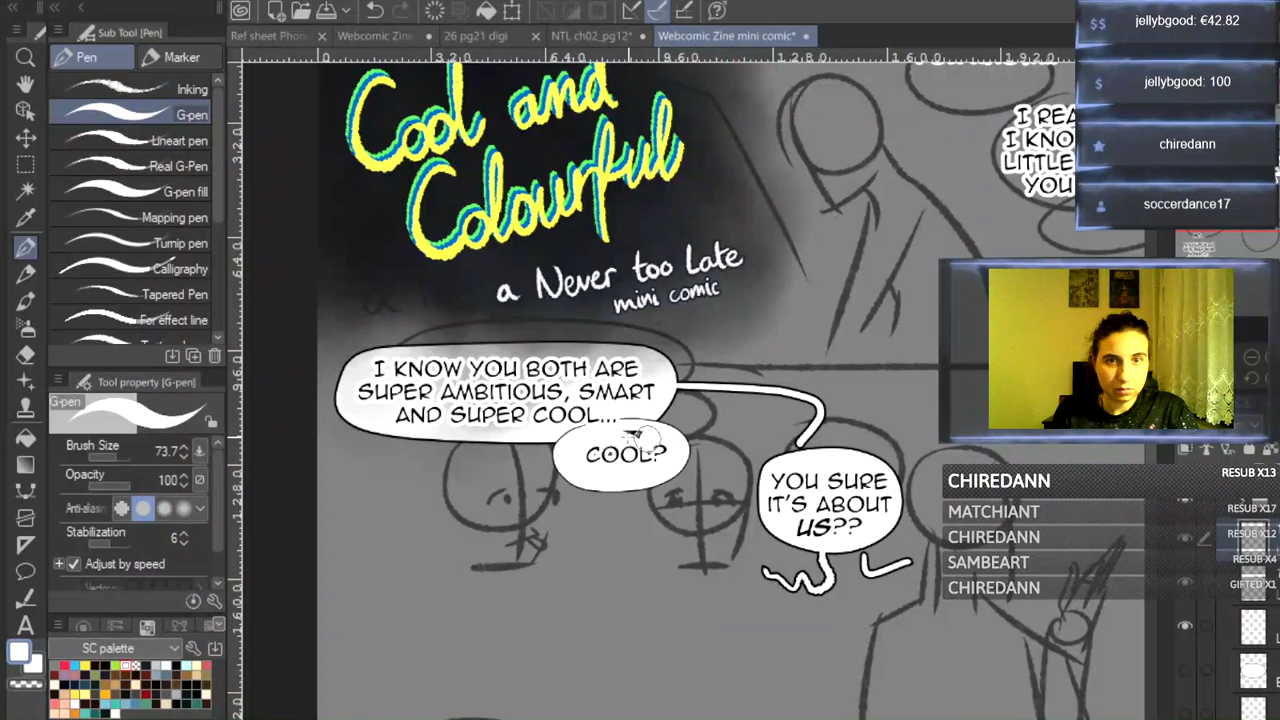 Sub Tool [Pen]
Pen
Marker
Inking
G-pen
Lineart pen
Real G-Pen
G-pen fill
Mapping pen
Turnip pen
Calligraphy
Tapered Pen
For effect line
Tool property [G-pen]
G-pen
Brush Size
73.7
Opacity
100
Anti-alias
Stabilization
6
Adjust by speed
SC palette
Ref sheet Phon
Webcomic Zine
26 pg21 digi
NTL ch02_pg12*
Webcomic Zine mini comic*
Cool and
Colourful
a Never too Late
mini comic
I KNOW YOU BOTH ARE
SUPER AMBITIOUS, SMART
AND SUPER COOL...
COOL?
YOU SURE
IT'S ABOUT
US??
I REA
I KNO
LITTLE
YOU
jellybgood: €42.82
jellybgood: 100
chiredann
soccerdance17
CHIREDANN RESUB X13
MATCHIANT RESUB X17
CHIREDANN RESUB X12
SAMBEART RESUB X4
CHIREDANN GIFTED X1